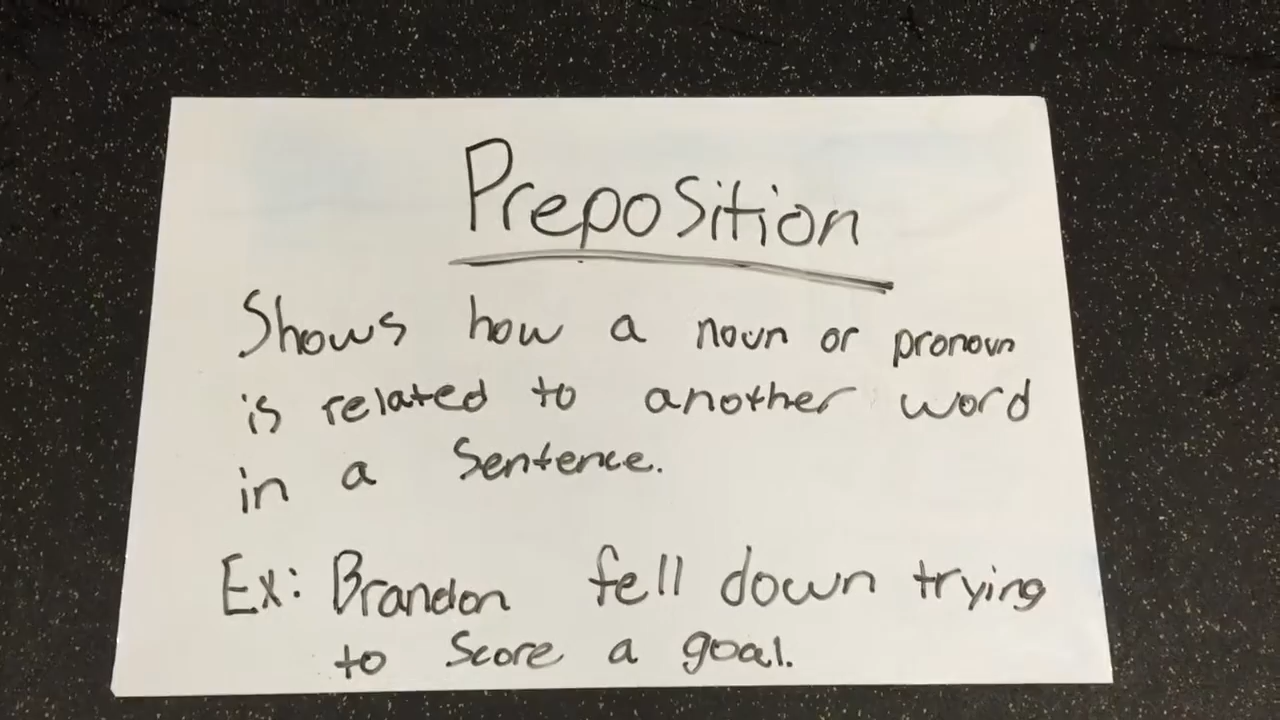 Preposition
Shows how a noun or pronoun
is related to another word
in a sentence.
Ex: Brandon fell down trying
to score a goal.